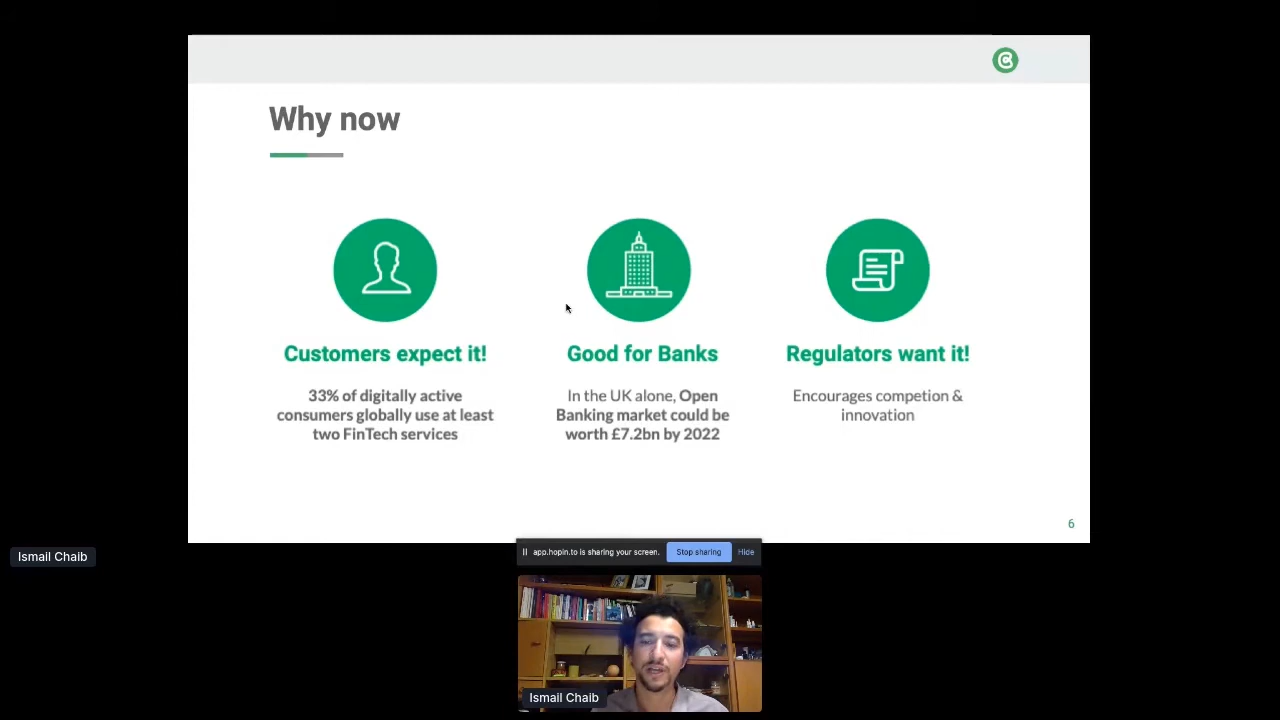 Why now
Customers expect it!
33% of digitally active
consumers globally use at least
two FinTech services
Good for Banks
In the UK alone, Open
Banking market could be
worth £7.2bn by 2022
Regulators want it!
Encourages competion &
innovation
6
Ismail Chaib
app.hopin.to is sharing your screen.
Stop sharing
Hide
Ismail Chaib